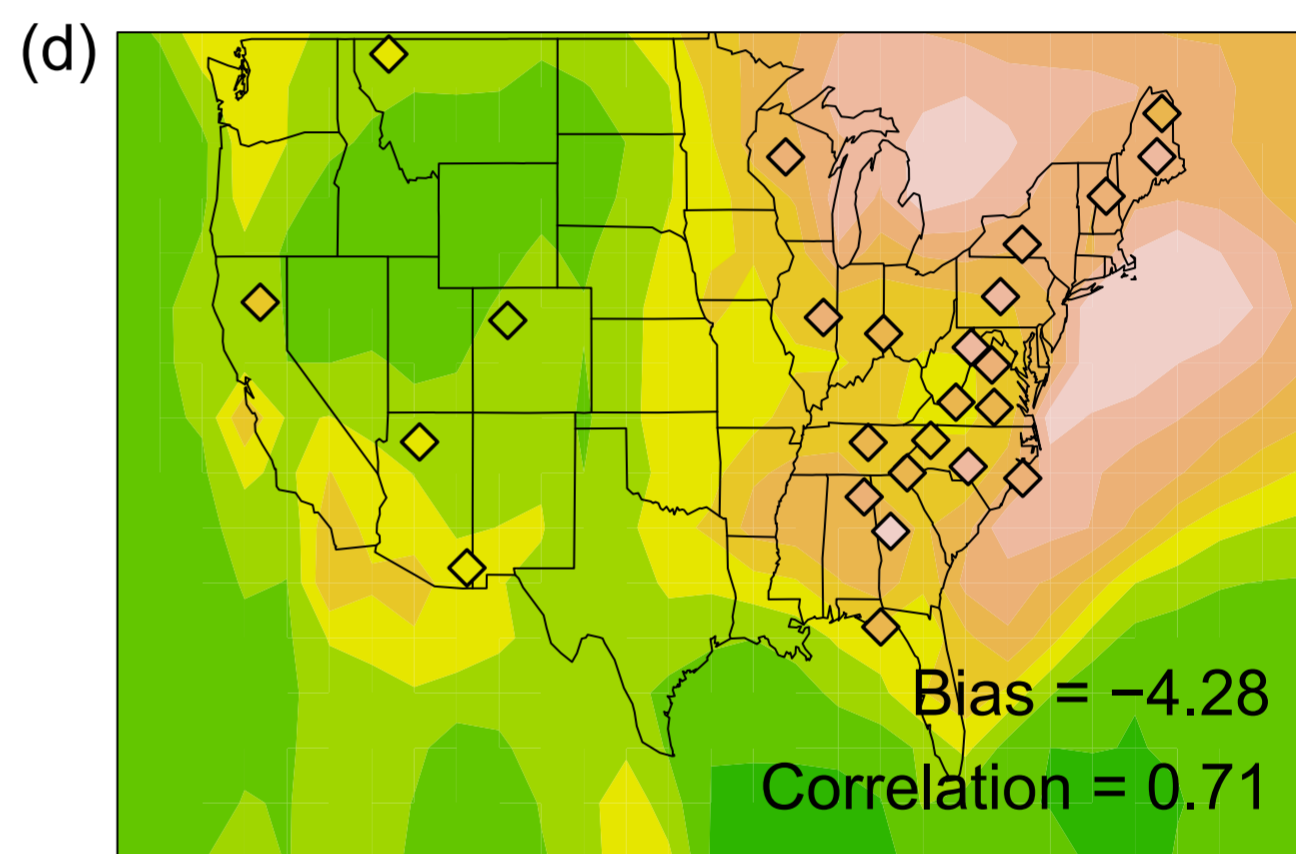 (d)
Bias = −4.28
Correlation = 0.71